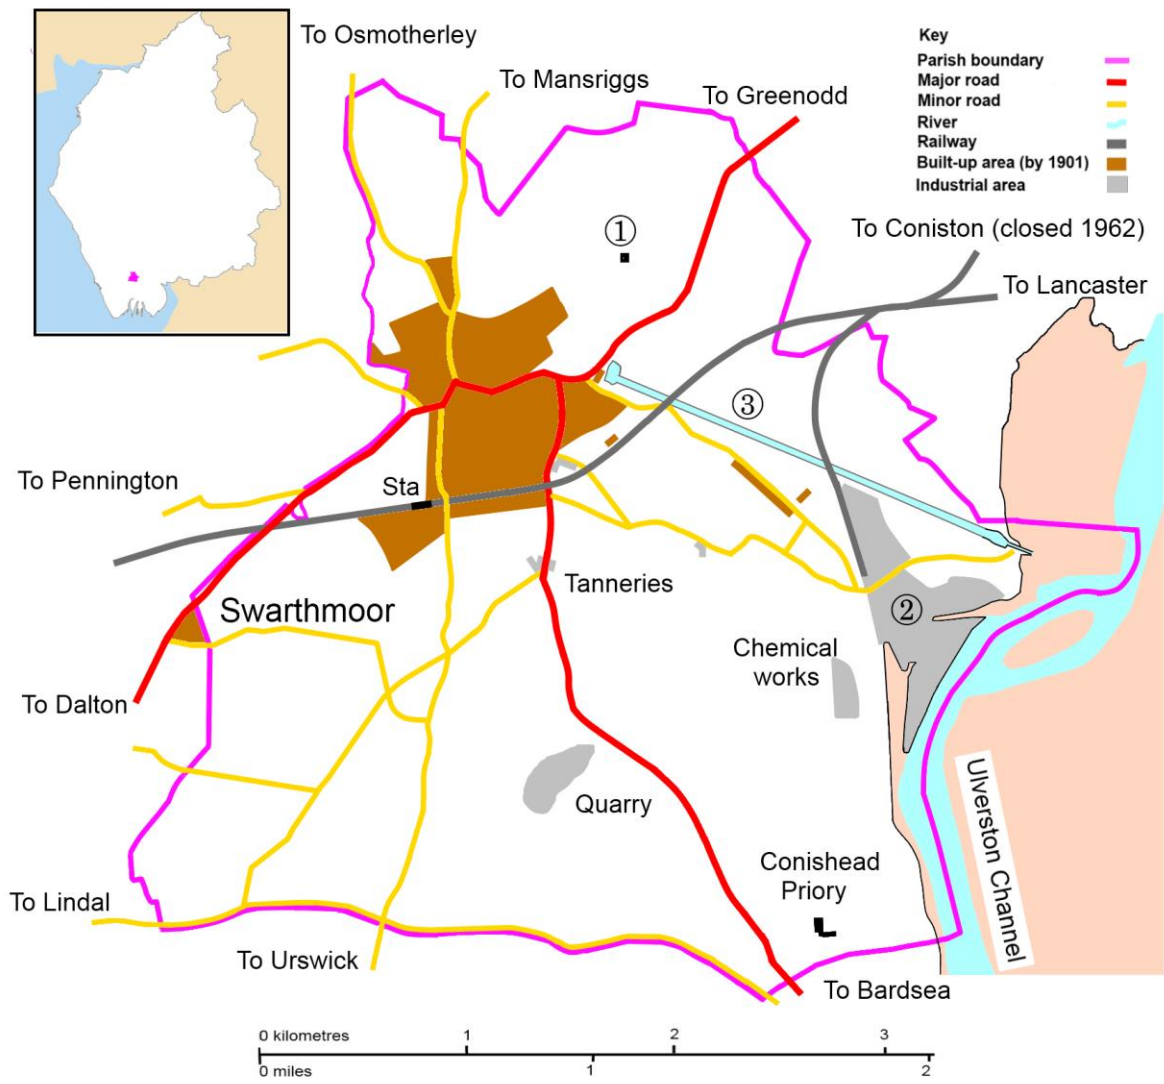 To Osmotherley
To Mansriggs
To Greenodd
Key
Parish boundary
Major road
Minor road
River
Railway
Built-up area (by 1901)
Industrial area
①
To Coniston (closed 1962)
To Lancaster
③
To Pennington
Sta
Tanneries
Swarthmoor
②
Chemical
works
To Dalton
Quarry
Ulverston Channel
Conishead
Priory
To Lindal
To Urswick
To Bardsea
0 kilometres 1 2 3
0 miles 1 2